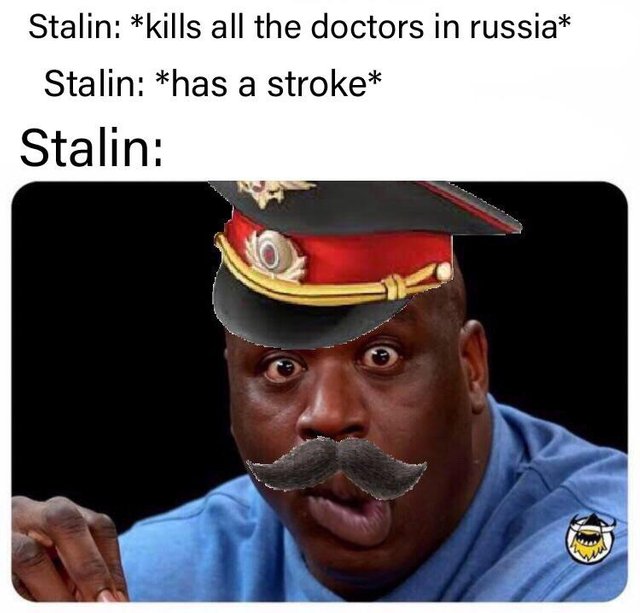 Stalin: *kills all the doctors in russia*
Stalin: *has a stroke*
Stalin: